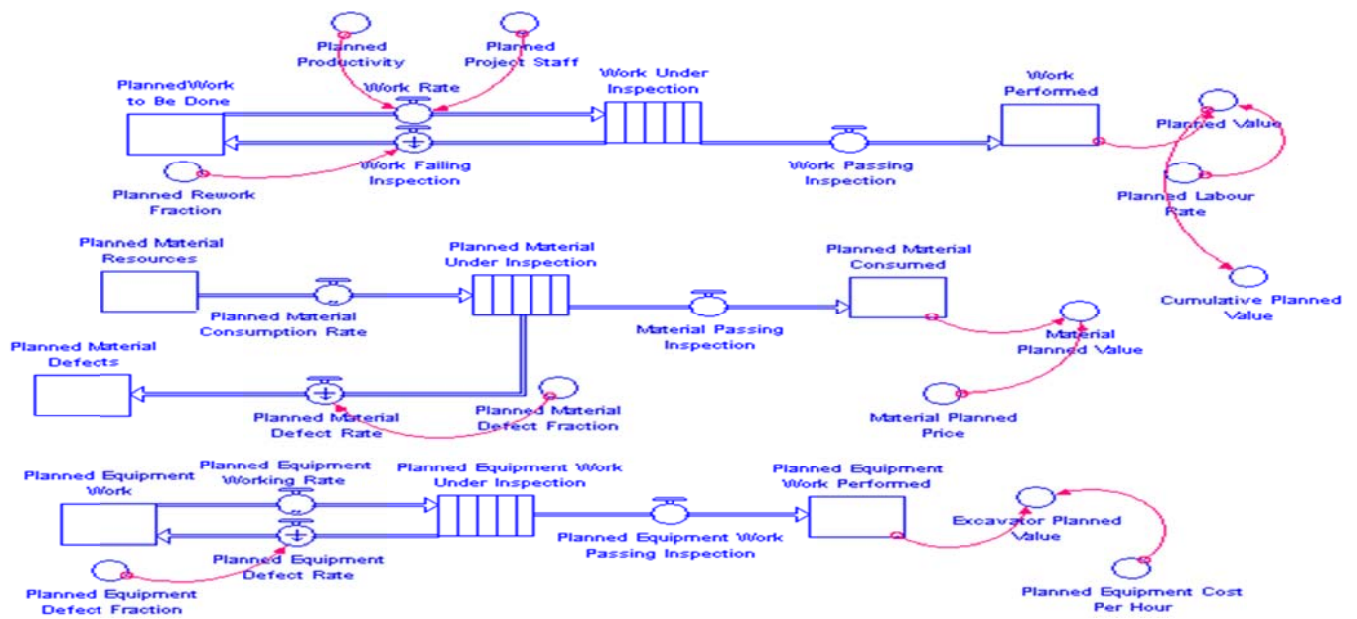 Planned
Productivity
Planned
Project Staff
PlannedWork
to Be Done
Work Rate
Work Under
Inspection
Work
Performed
Planned Value
Work Failing
Inspection
Work Passing
Inspection
Planned Rework
Fraction
Planned Labour
Rate
Planned Material
Resources
Planned Material
Under Inspection
Planned Material
Consumed
Cumulative Planned
Value
Planned Material
Consumption Rate
Material Passing
Inspection
Material
Planned Value
Planned Material
Defects
Planned Material
Defect Rate
Planned Material
Defect Fraction
Material Planned
Price
Planned Equipment
Work
Planned Equipment
Working Rate
Planned Equipment Work
Under Inspection
Planned Equipment
Work Performed
Excavator Planned
Value
Planned Equipment Work
Passing Inspection
Planned Equipment
Defect Rate
Planned Equipment
Defect Fraction
Planned Equipment Cost
Per Hour